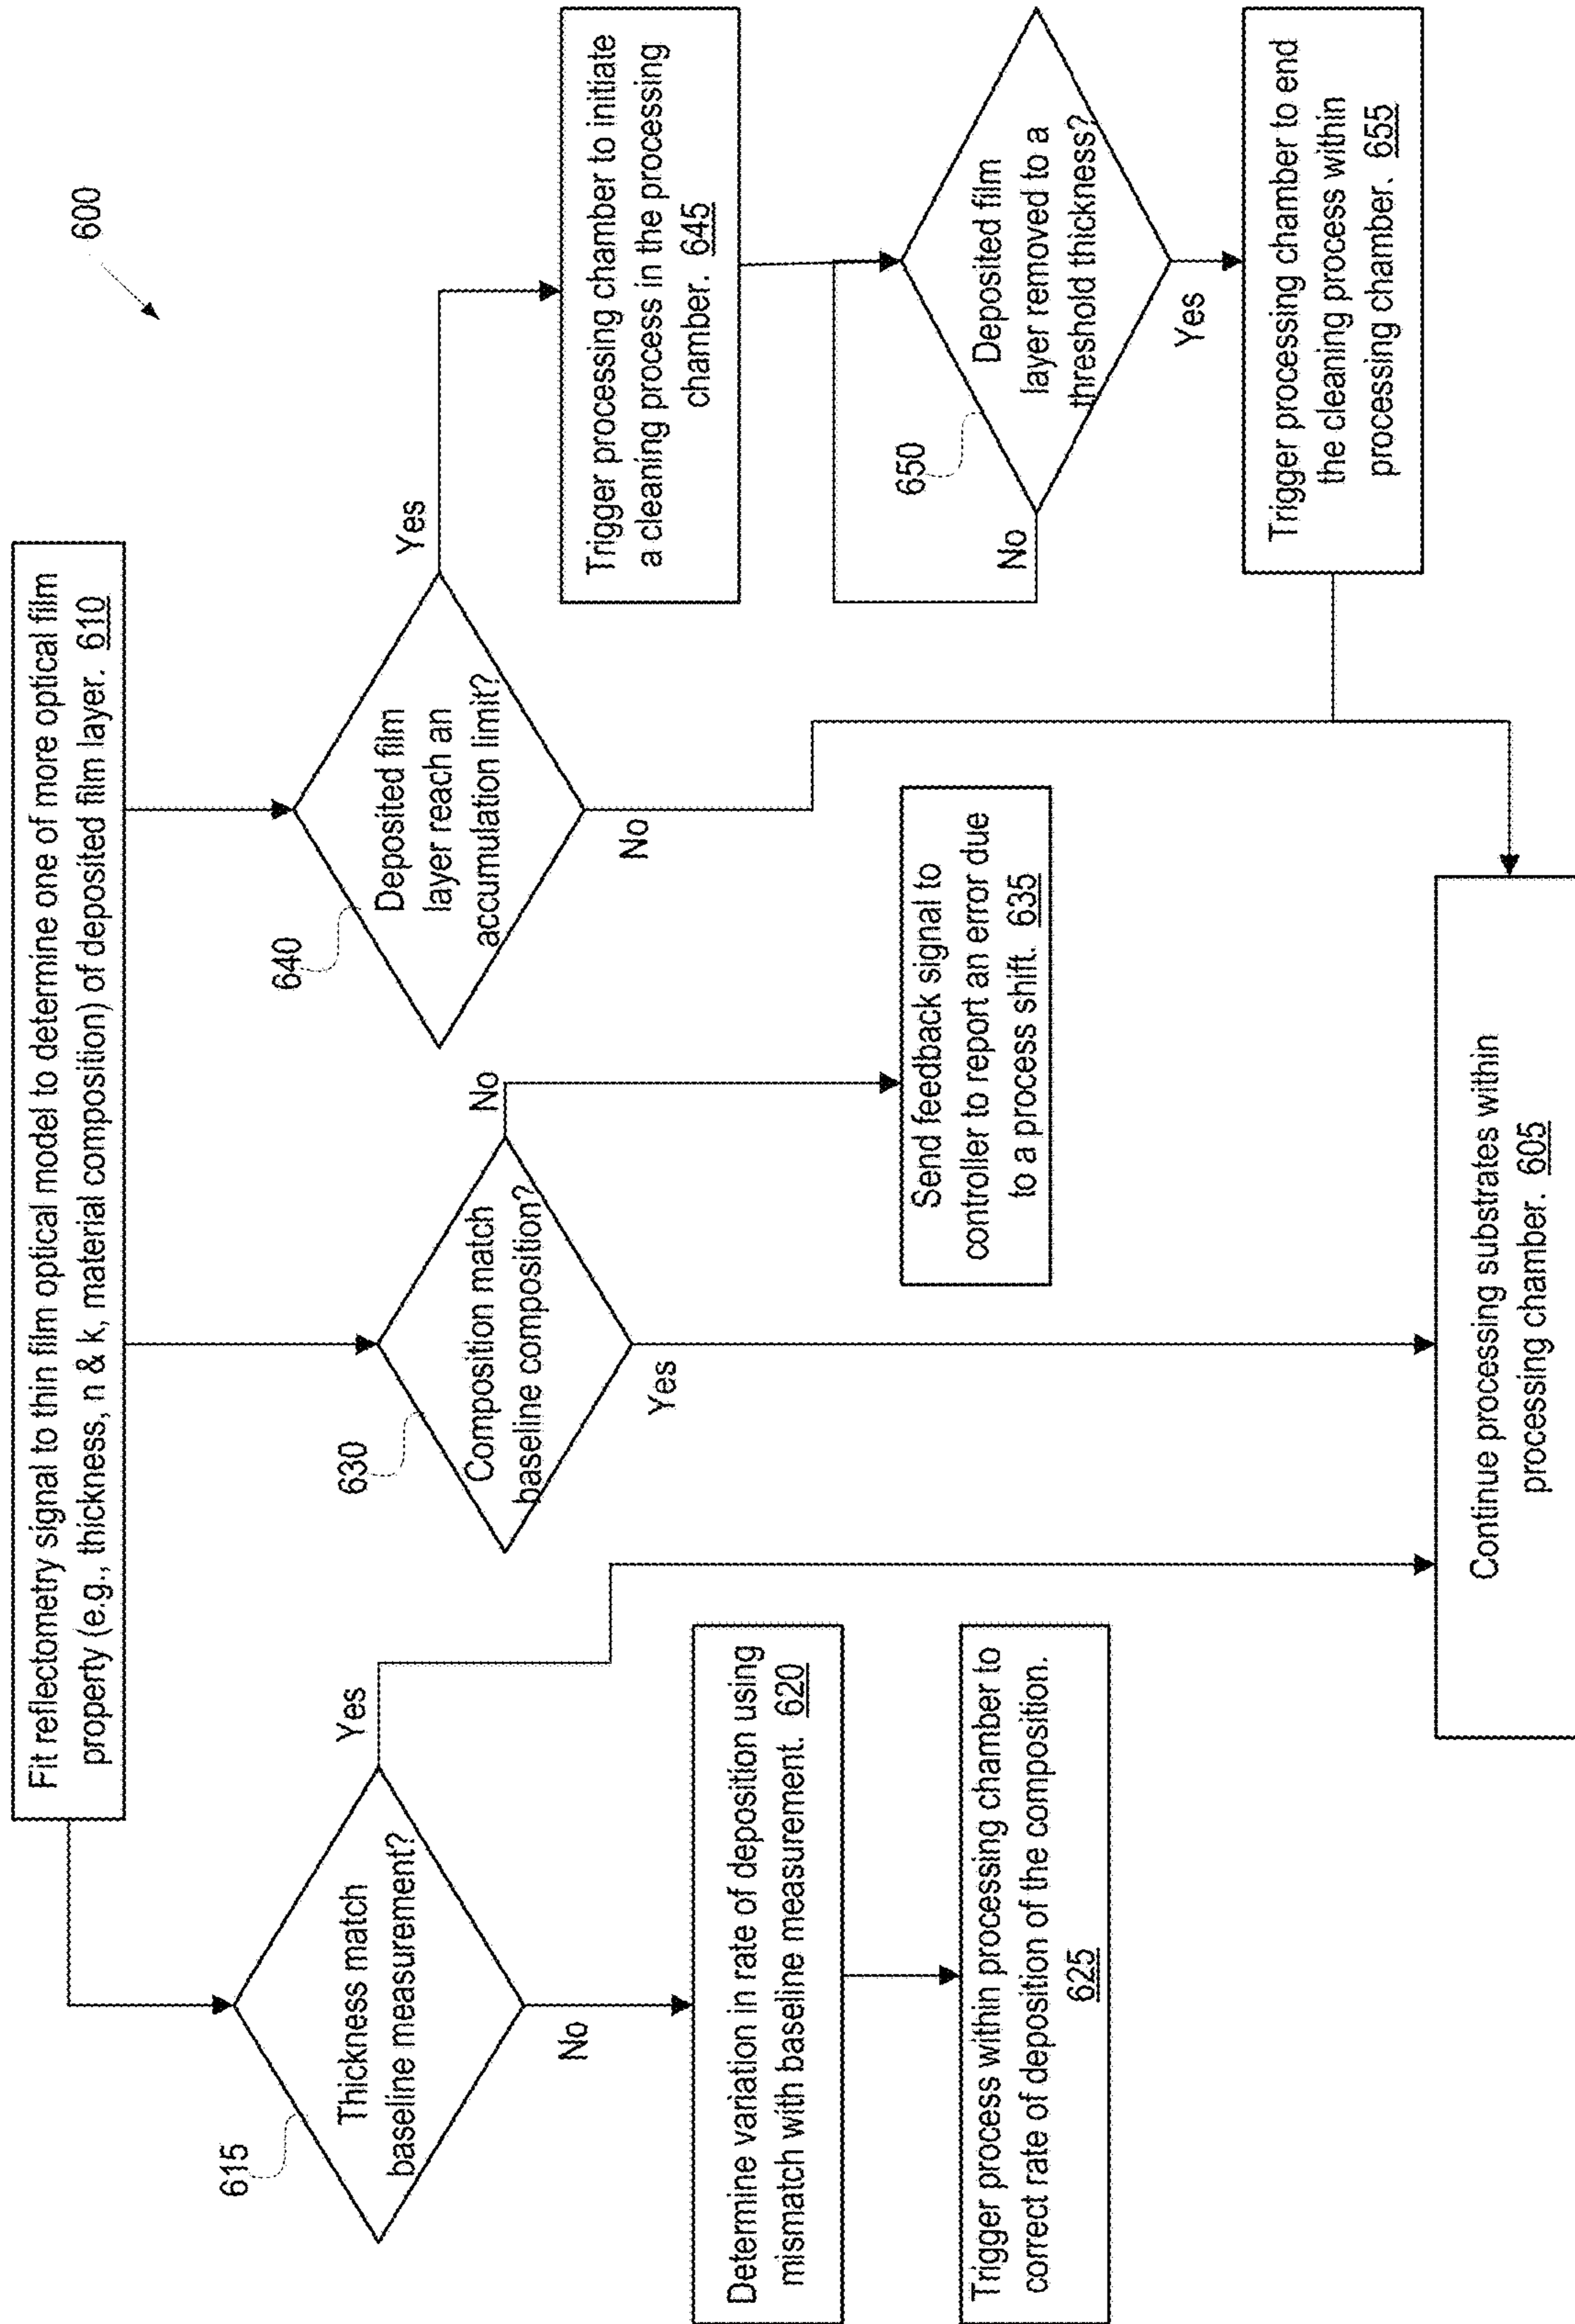 600
Fit reflectometry signal to thin film optical model to determine one of more optical film
property (e.g., thickness, n & k, material composition) of deposited film layer. 610
615
Thickness match
baseline measurement?
Yes
No
Determine variation in rate of deposition using
mismatch with baseline measurement. 620
Trigger process within processing chamber to
correct rate of deposition of the composition.
625
630
Composition match
baseline composition?
No
Yes
Send feedback signal to
controller to report an error due
to a process shift. 635
640
Deposited film
layer reach an
accumulation limit?
Yes
No
Trigger processing chamber to initiate
a cleaning process in the processing
chamber. 645
650
Deposited film
layer removed to a
threshold thickness?
No
Yes
Trigger processing chamber to end
the cleaning process within
processing chamber. 655
Continue processing substrates within
processing chamber. 605